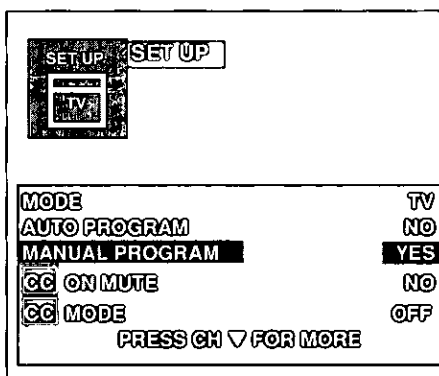 SET UP
SET UP
TV
MODE TV
AUTO PROGRAM NO
MANUAL PROGRAM YES
CC ON MUTE NO
CC MODE OFF
PRESS CH ▽ FOR MORE